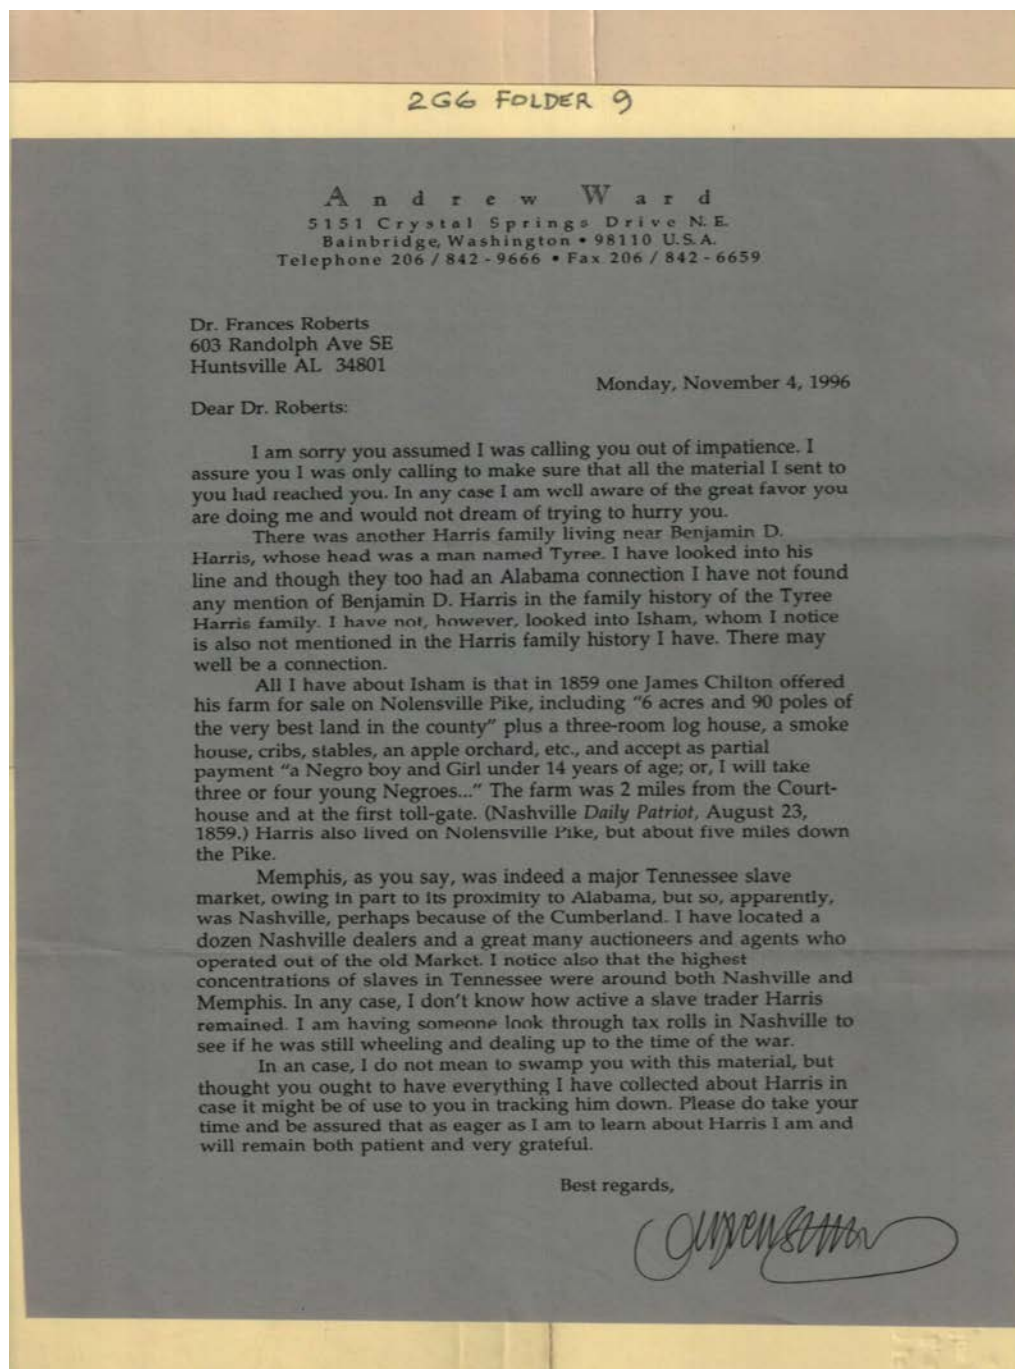 2G6 FOLDER 9
Andrew Ward
5151 Crystal Springs Drive N.E.
Bainbridge, Washington • 98110 U.S.A.
Telephone 206 / 842 - 9666 • Fax 206 / 842 - 6659
Dr. Frances Roberts
603 Randolph Ave SE
Huntsville AL 34801
Monday, November 4, 1996
Dear Dr. Roberts:
I am sorry you assumed I was calling you out of impatience. I
assure you I was only calling to make sure that all the material I sent to
you had reached you. In any case I am well aware of the great favor you
are doing me and would not dream of trying to hurry you.
There was another Harris family living near Benjamin D.
Harris, whose head was a man named Tyree. I have looked into his
line and though they too had an Alabama connection I have not found
any mention of Benjamin D. Harris in the family history of the Tyree
Harris family. I have not, however, looked into Isham, whom I notice
is also not mentioned in the Harris family history I have. There may
well be a connection.
All I have about Isham is that in 1859 one James Chilton offered
his farm for sale on Nolensville Pike, including "6 acres and 90 poles of
the very best land in the county" plus a three-room log house, a smoke
house, cribs, stables, an apple orchard, etc., and accept as partial
payment "a Negro boy and Girl under 14 years of age; or, I will take
three or four young Negroes..." The farm was 2 miles from the Court-
house and at the first toll-gate. (Nashville Daily Patriot, August 23,
1859.) Harris also lived on Nolensville Pike, but about five miles down
the Pike.
Memphis, as you say, was indeed a major Tennessee slave
market, owing in part to its proximity to Alabama, but so, apparently,
was Nashville, perhaps because of the Cumberland. I have located a
dozen Nashville dealers and a great many auctioneers and agents who
operated out of the old Market. I notice also that the highest
concentrations of slaves in Tennessee were around both Nashville and
Memphis. In any case, I don't know how active a slave trader Harris
remained. I am having someone look through tax rolls in Nashville to
see if he was still wheeling and dealing up to the time of the war.
In an case, I do not mean to swamp you with this material, but
thought you ought to have everything I have collected about Harris in
case it might be of use to you in tracking him down. Please do take your
time and be assured that as eager as I am to learn about Harris I am and
will remain both patient and very grateful.
Best regards,